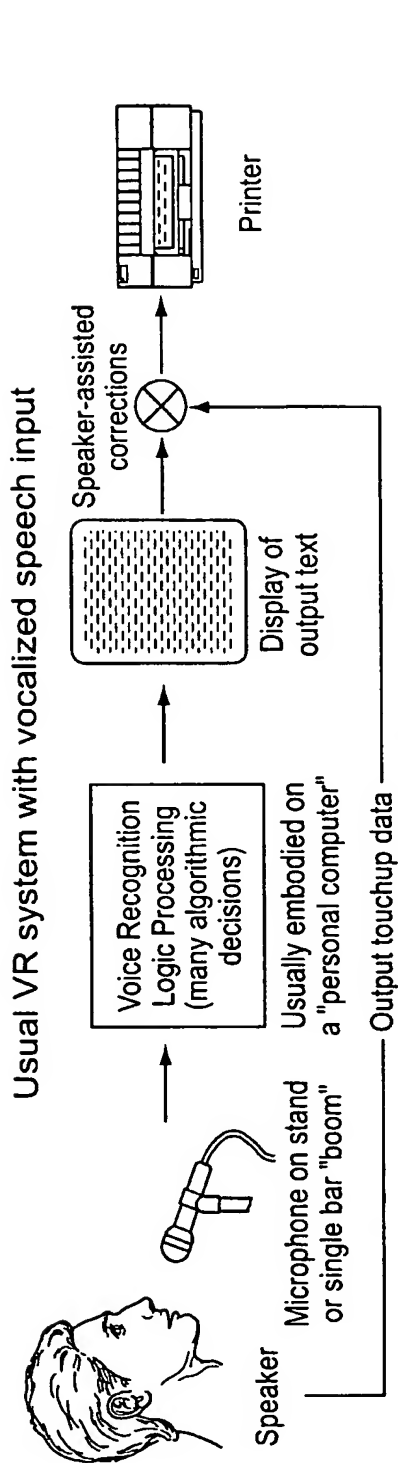 Usual VR system with vocalized speech input
Speaker
Microphone on stand
or single bar "boom"
Voice Recognition
Logic Processing
(many algorithmic
decisions)
Usually embodied on
a "personal computer"
Display of
output text
Speaker-assisted
corrections
Printer
Output touchup data